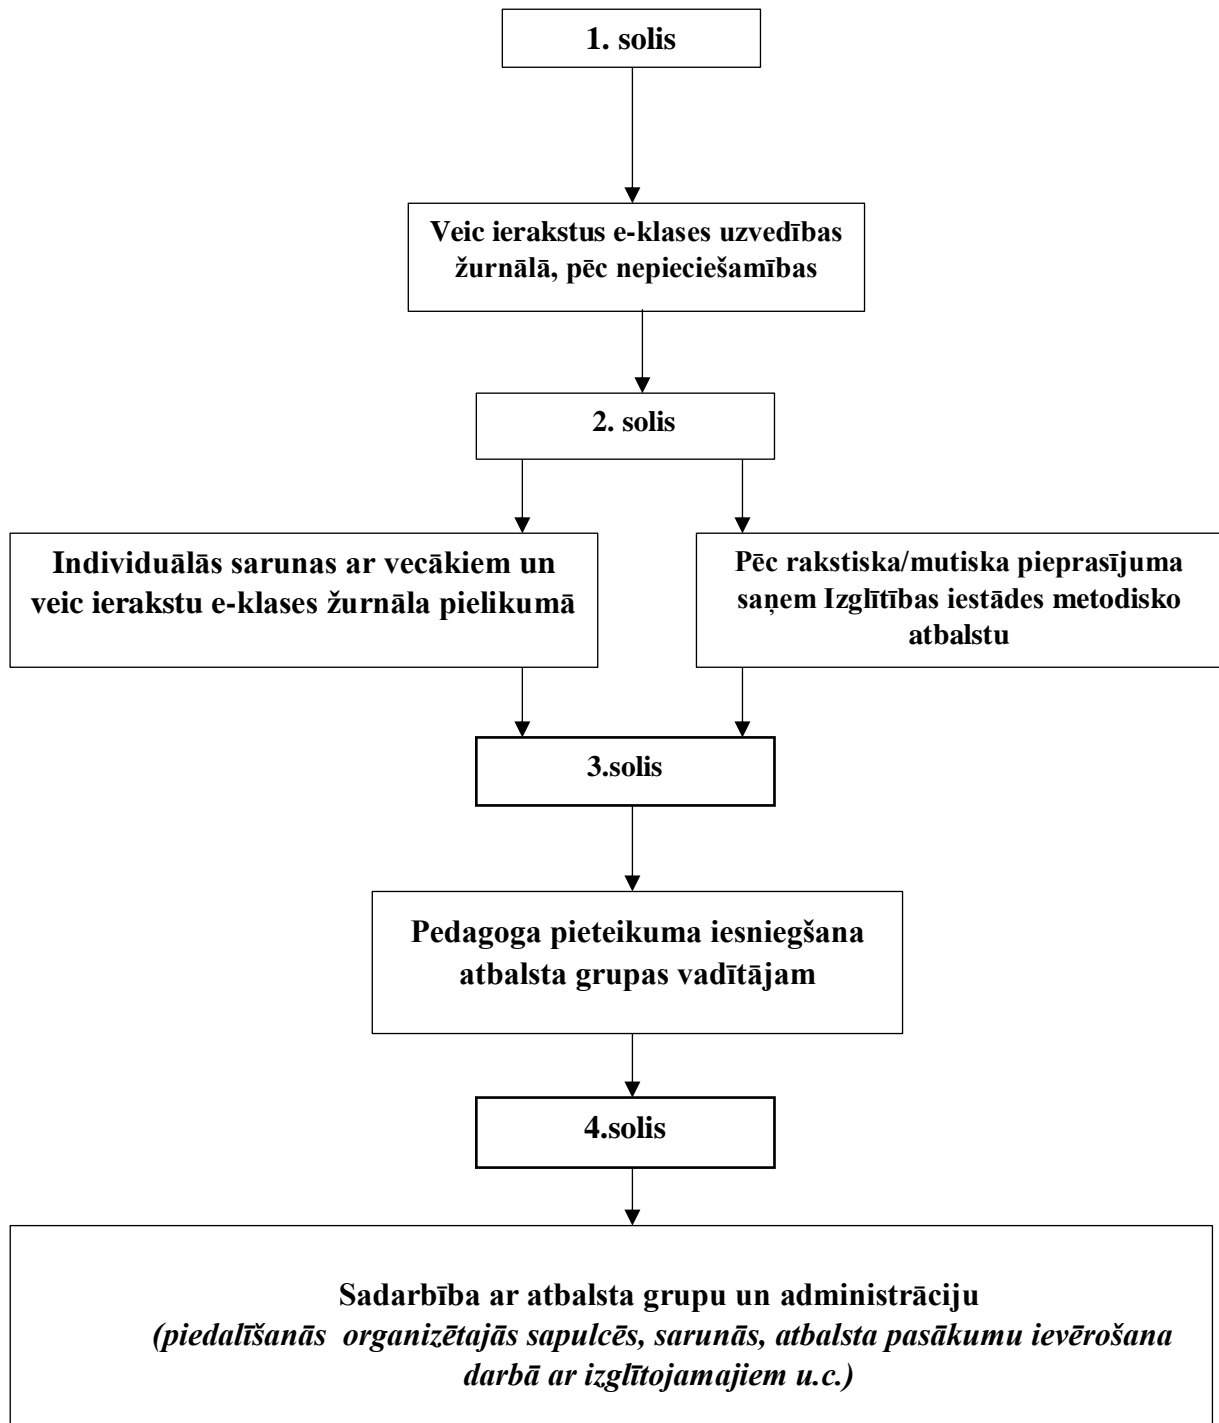 1. solis
Veic ierakstus e-klases uzvedības
žurnālā, pēc nepieciešamības
2. solis
Individuālās sarunas ar vecākiem un
veic ierakstu e-klases žurnāla pielikumā
Pēc rakstiska/mutiska pieprasījuma
saņem Izglītības iestādes metodisko
atbalstu
3.solis
Pedagoga pieteikuma iesniegšana
atbalsta grupas vadītājam
4.solis
Sadarbība ar atbalsta grupu un administrāciju
(piedalīšanās organizētajās sapulcēs, sarunās, atbalsta pasākumu ievērošana
darbā ar izglītojamajiem u.c.)